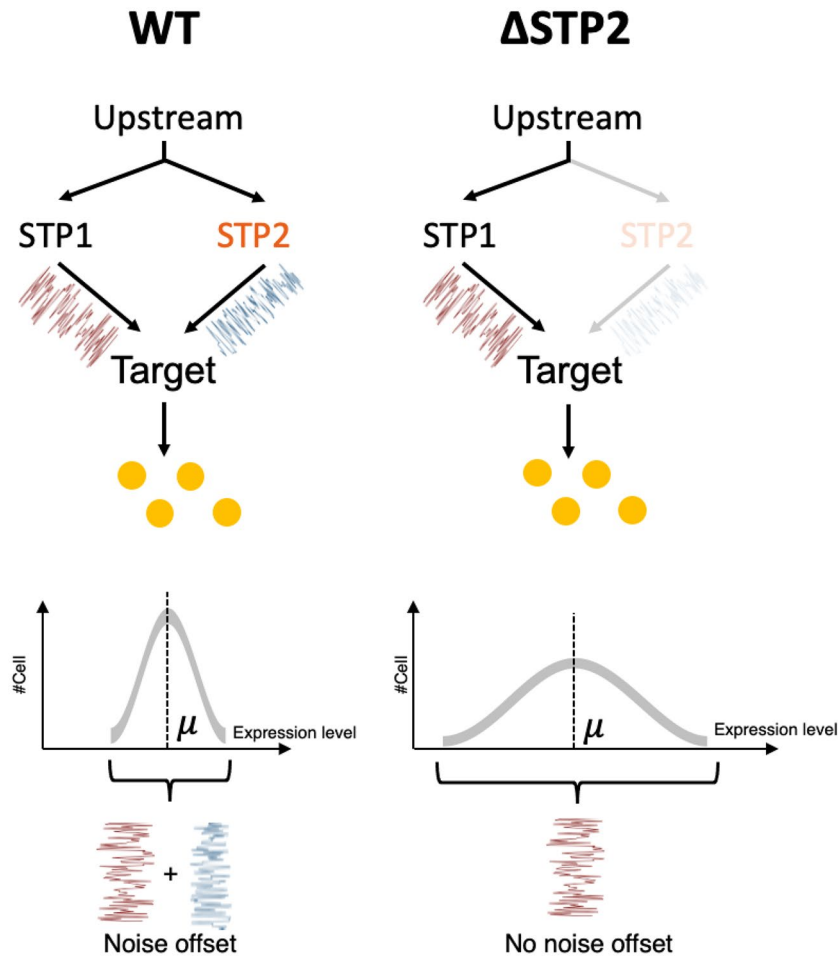 WT
ΔSTP2
Upstream
Upstream
STP1
STP2
STP1
STP2
Target
Target
#Cell
μ
Expression level
#Cell
μ
Expression level
+
Noise offset
No noise offset